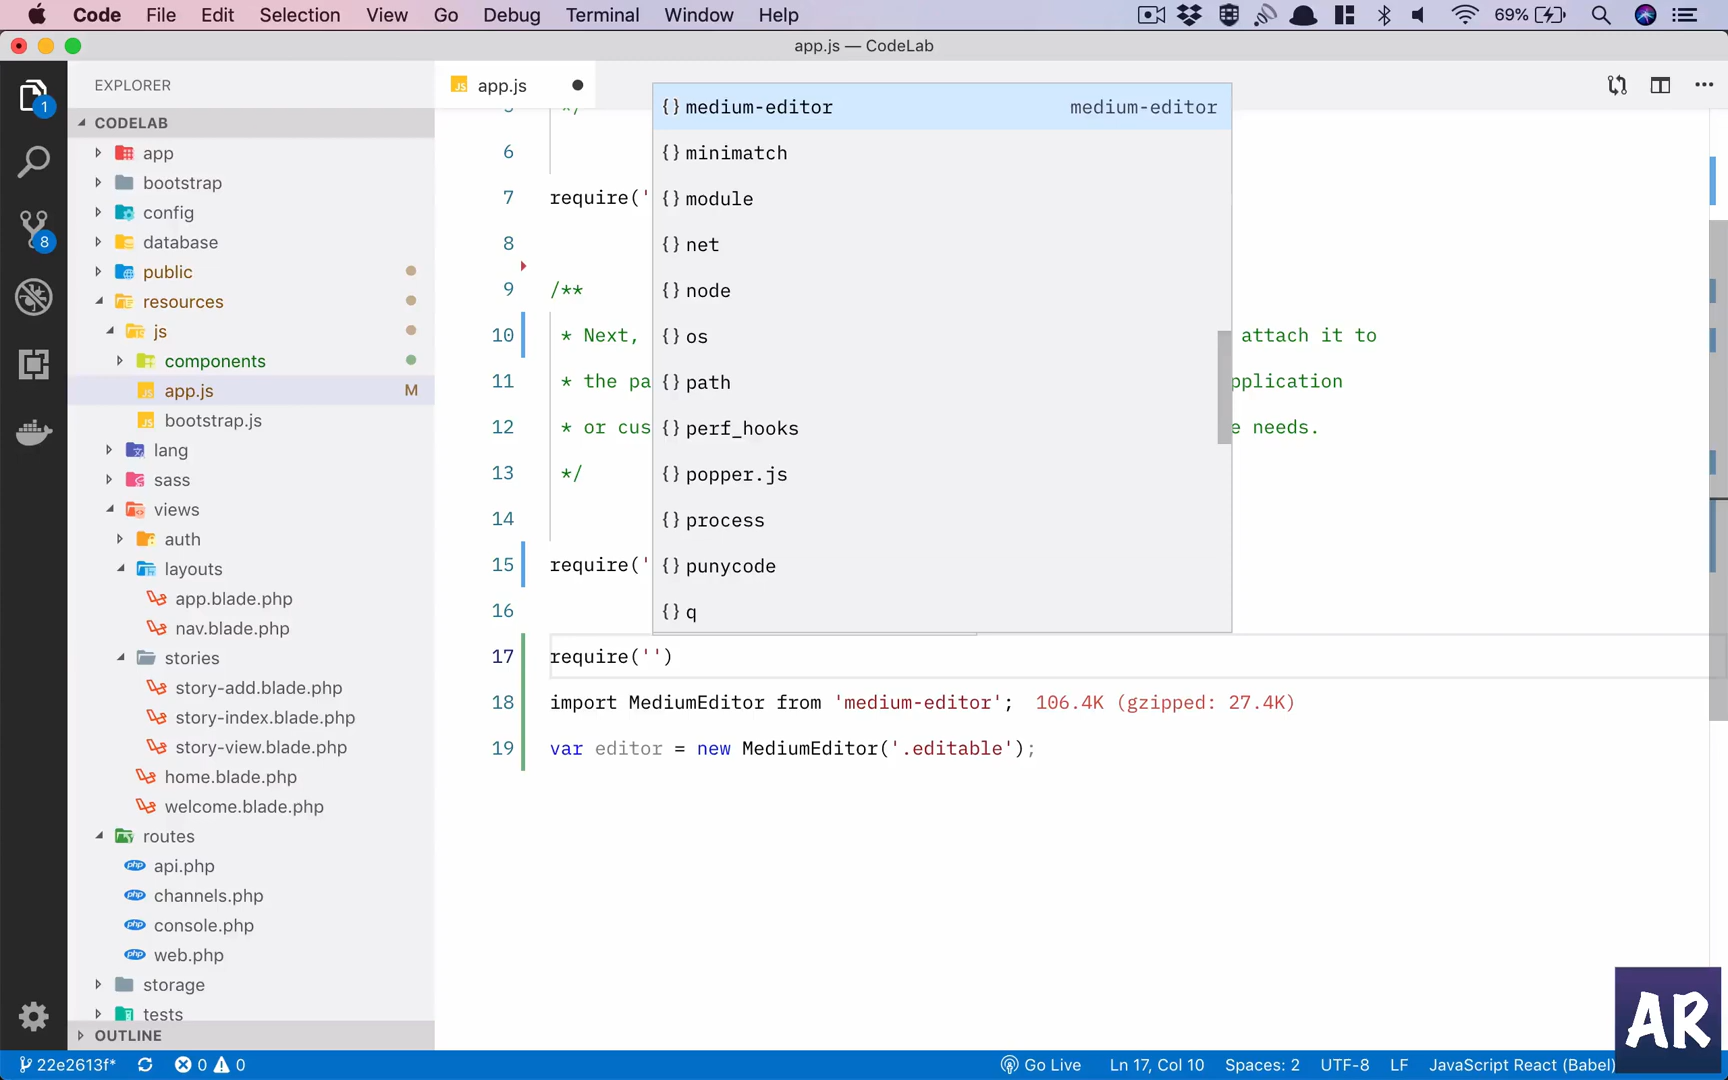 Code File Edit Selection View Go Debug Terminal Window Help 69%
app.js — CodeLab
EXPLORER
app.js
CODELAB
app
bootstrap
config
database
public
resources
js
components
app.js M
bootstrap.js
lang
sass
views
auth
layouts
app.blade.php
nav.blade.php
stories
story-add.blade.php
story-index.blade.php
story-view.blade.php
home.blade.php
welcome.blade.php
routes
api.php
channels.php
console.php
web.php
storage
tests
OUTLINE
1
8
*/
6
7 require('
8
9 /**
10 * Next, attach it to
11 * the pa pplication
12 * or cus e needs.
13 */
14
15 require('
16
17 require('')
18 import MediumEditor from 'medium-editor'; 106.4K (gzipped: 27.4K)
19 var editor = new MediumEditor('.editable');
{} medium-editor medium-editor
{} minimatch
{} module
{} net
{} node
{} os
{} path
{} perf_hooks
{} popper.js
{} process
{} punycode
{} q
22e2613f* 0 0 Go Live Ln 17, Col 10 Spaces: 2 UTF-8 LF JavaScript React (Babel)
AR